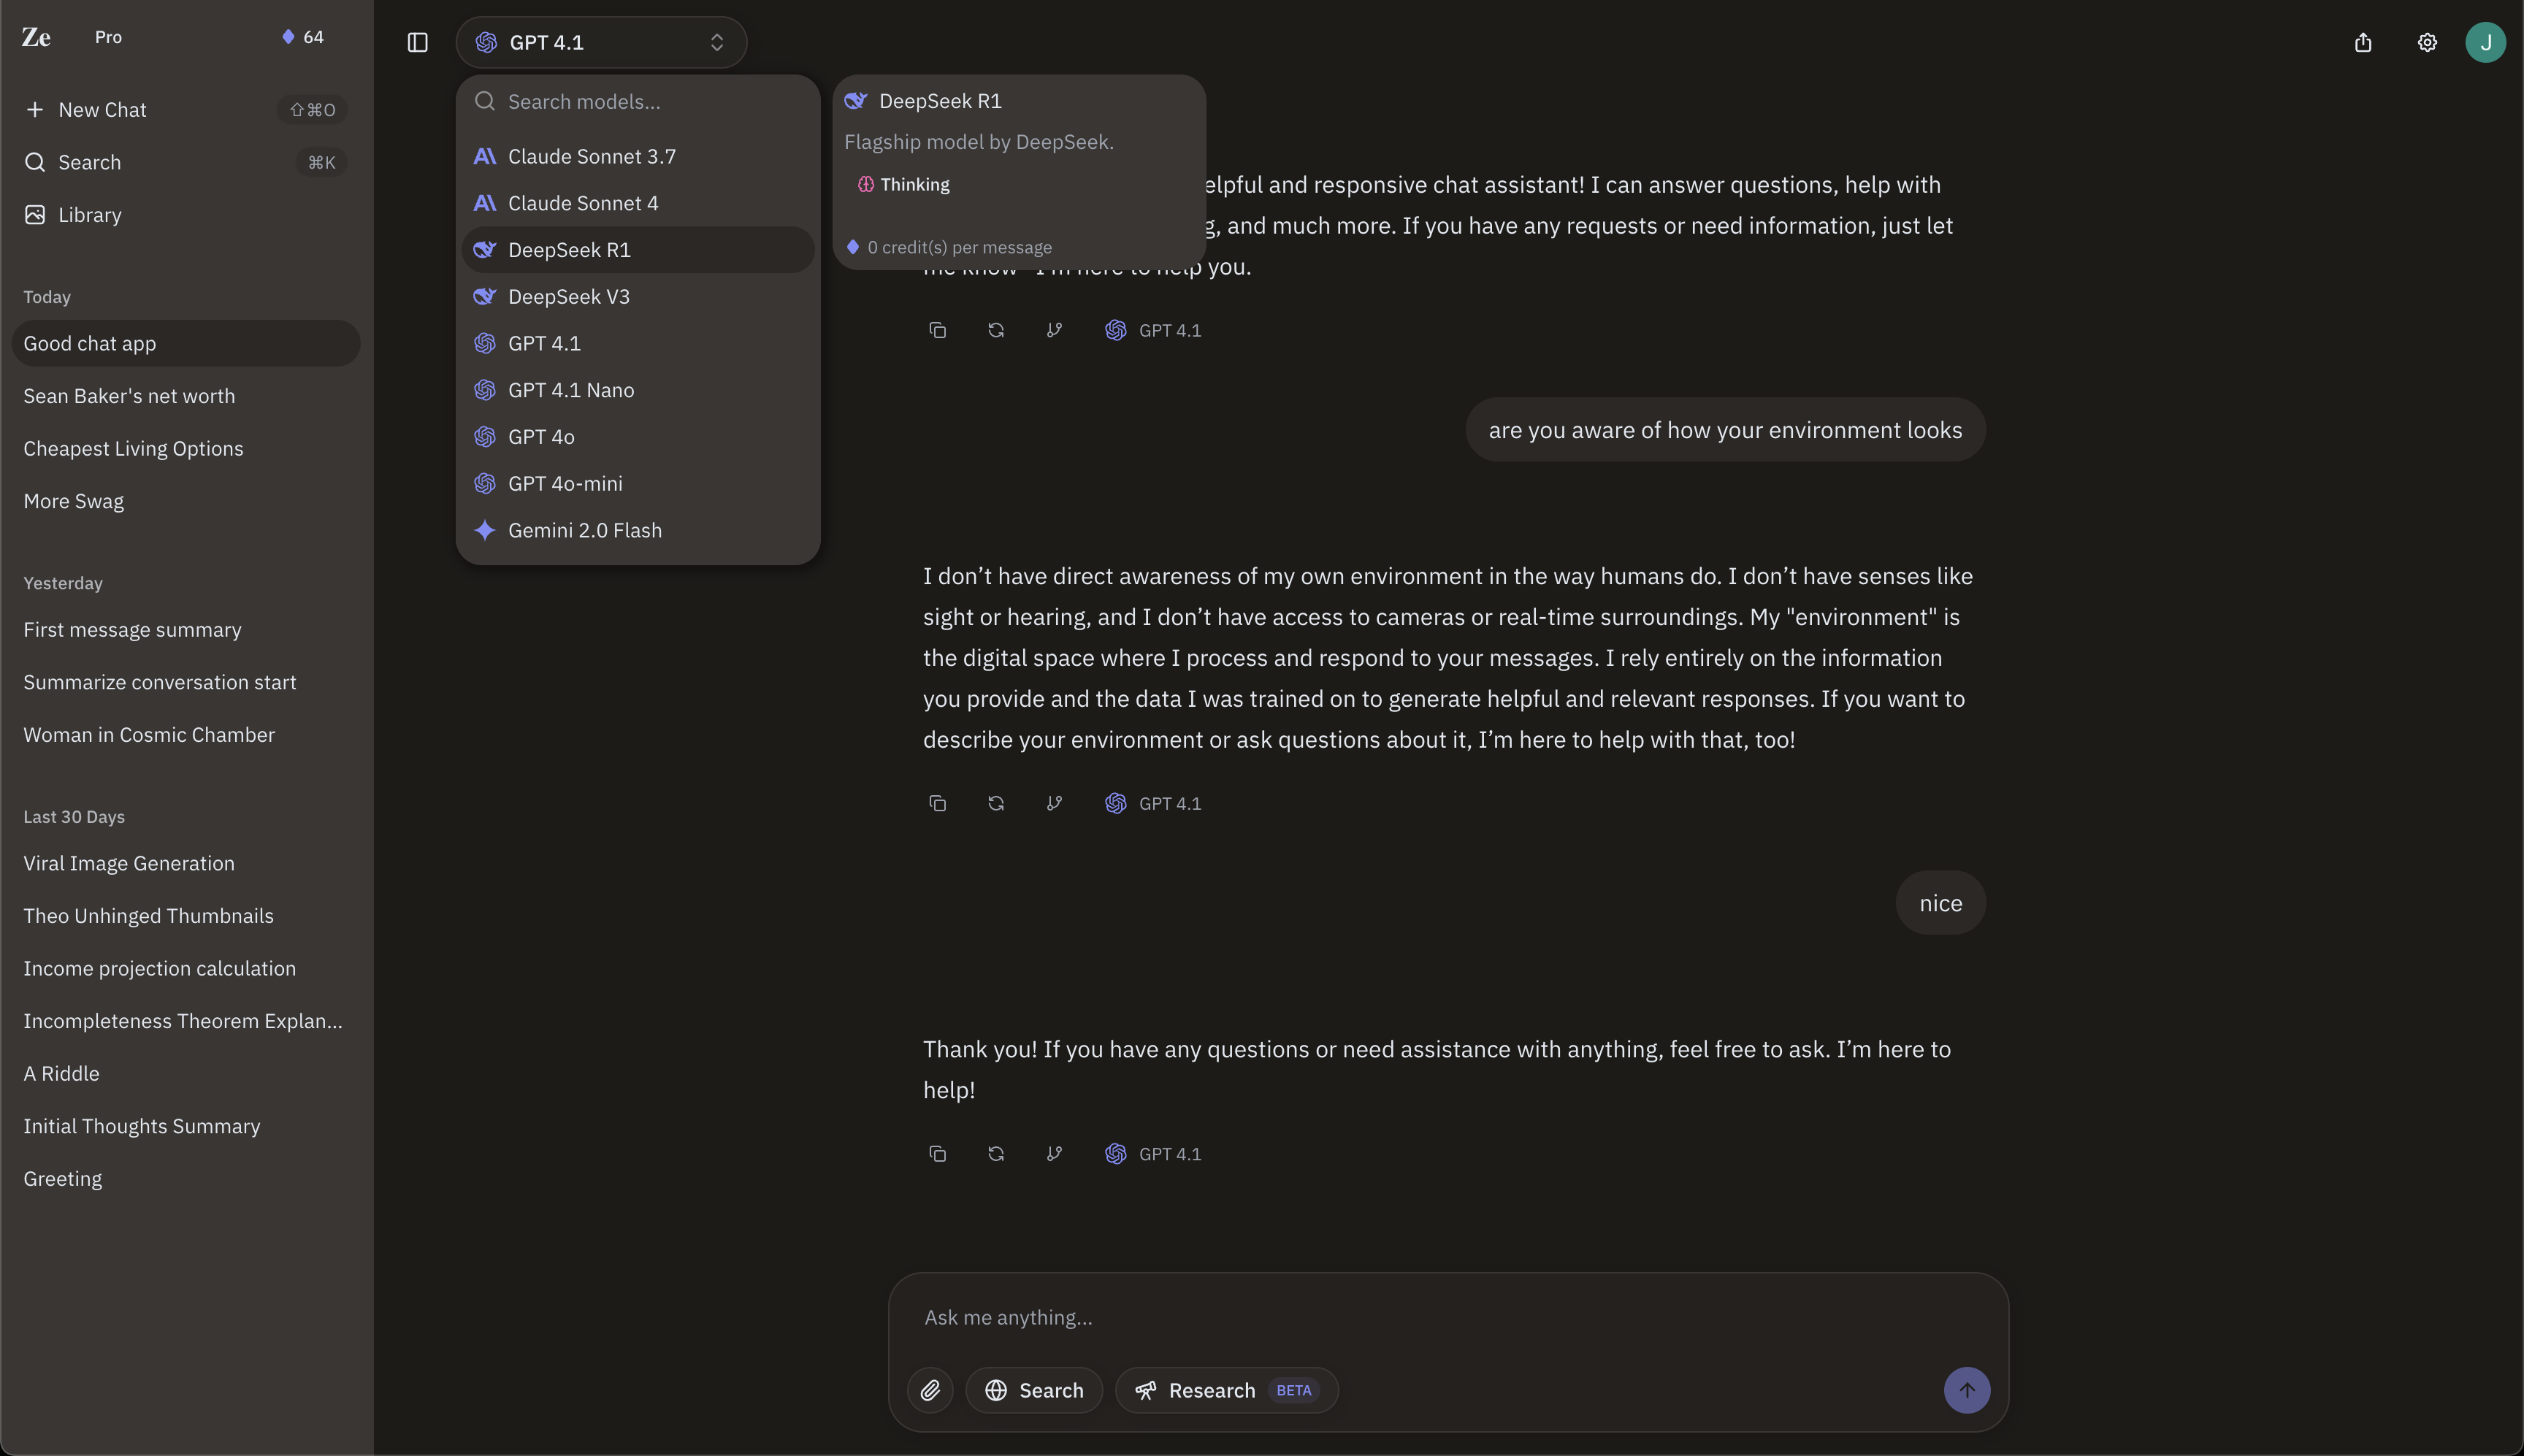 Ze Pro 64
New Chat ⇧⌘O
Search ⌘K
Library
Today
Good chat app
Sean Baker's net worth
Cheapest Living Options
More Swag
Yesterday
First message summary
Summarize conversation start
Woman in Cosmic Chamber
Last 30 Days
Viral Image Generation
Theo Unhinged Thumbnails
Income projection calculation
Incompleteness Theorem Explan...
A Riddle
Initial Thoughts Summary
Greeting
GPT 4.1
J
Search models...
Claude Sonnet 3.7
Claude Sonnet 4
DeepSeek R1
DeepSeek V3
GPT 4.1
GPT 4.1 Nano
GPT 4o
GPT 4o-mini
Gemini 2.0 Flash
DeepSeek R1
Flagship model by DeepSeek.
Thinking
0 credit(s) per message
elpful and responsive chat assistant! I can answer questions, help with
g, and much more. If you have any requests or need information, just let
me know I'm here to help you.
GPT 4.1
are you aware of how your environment looks
I don’t have direct awareness of my own environment in the way humans do. I don’t have senses like
sight or hearing, and I don’t have access to cameras or real-time surroundings. My "environment" is
the digital space where I process and respond to your messages. I rely entirely on the information
you provide and the data I was trained on to generate helpful and relevant responses. If you want to
describe your environment or ask questions about it, I’m here to help with that, too!
GPT 4.1
nice
Thank you! If you have any questions or need assistance with anything, feel free to ask. I’m here to
help!
GPT 4.1
Ask me anything...
Search
Research BETA